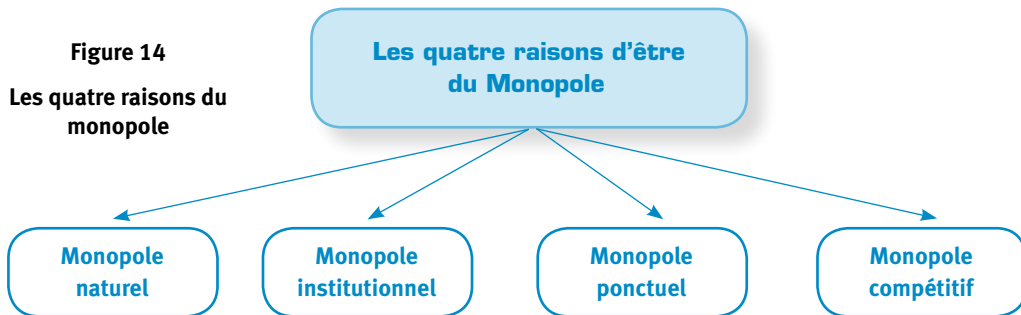 Figure 14
Les quatre raisons du
monopole
Les quatre raisons d'être
du Monopole
Monopole
naturel
Monopole
institutionnel
Monopole
ponctuel
Monopole
compétitif